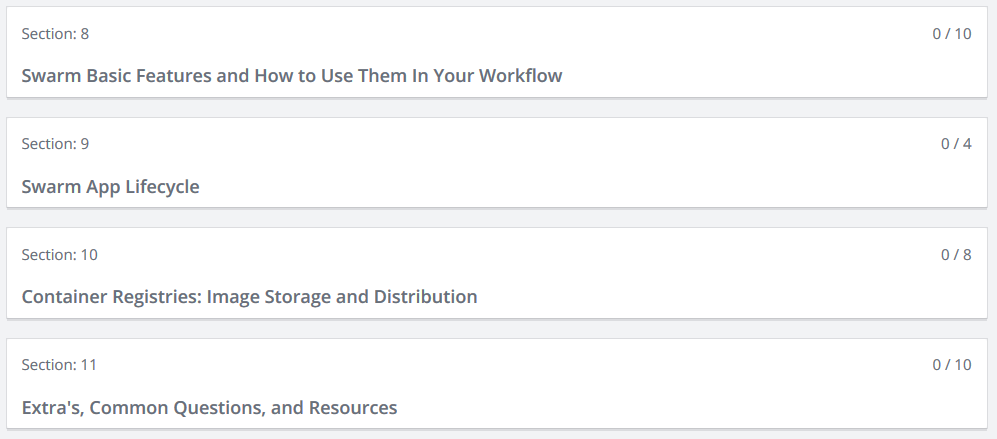 Section: 8 0 / 10
Swarm Basic Features and How to Use Them In Your Workflow
Section: 9 0 / 4
Swarm App Lifecycle
Section: 10 0 / 8
Container Registries: Image Storage and Distribution
Section: 11 0 / 10
Extra's, Common Questions, and Resources